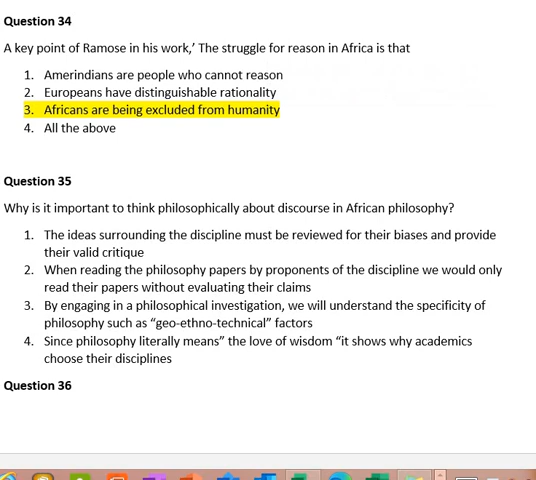 Question 34
A key point of Ramose in his work,’ The struggle for reason in Africa is that
1. Amerindians are people who cannot reason
2. Europeans have distinguishable rationality
3. Africans are being excluded from humanity
4. All the above
Question 35
Why is it important to think philosophically about discourse in African philosophy?
1. The ideas surrounding the discipline must be reviewed for their biases and provide
their valid critique
2. When reading the philosophy papers by proponents of the discipline we would only
read their papers without evaluating their claims
3. By engaging in a philosophical investigation, we will understand the specificity of
philosophy such as “geo-ethno-technical” factors
4. Since philosophy literally means” the love of wisdom “it shows why academics
choose their disciplines
Question 36